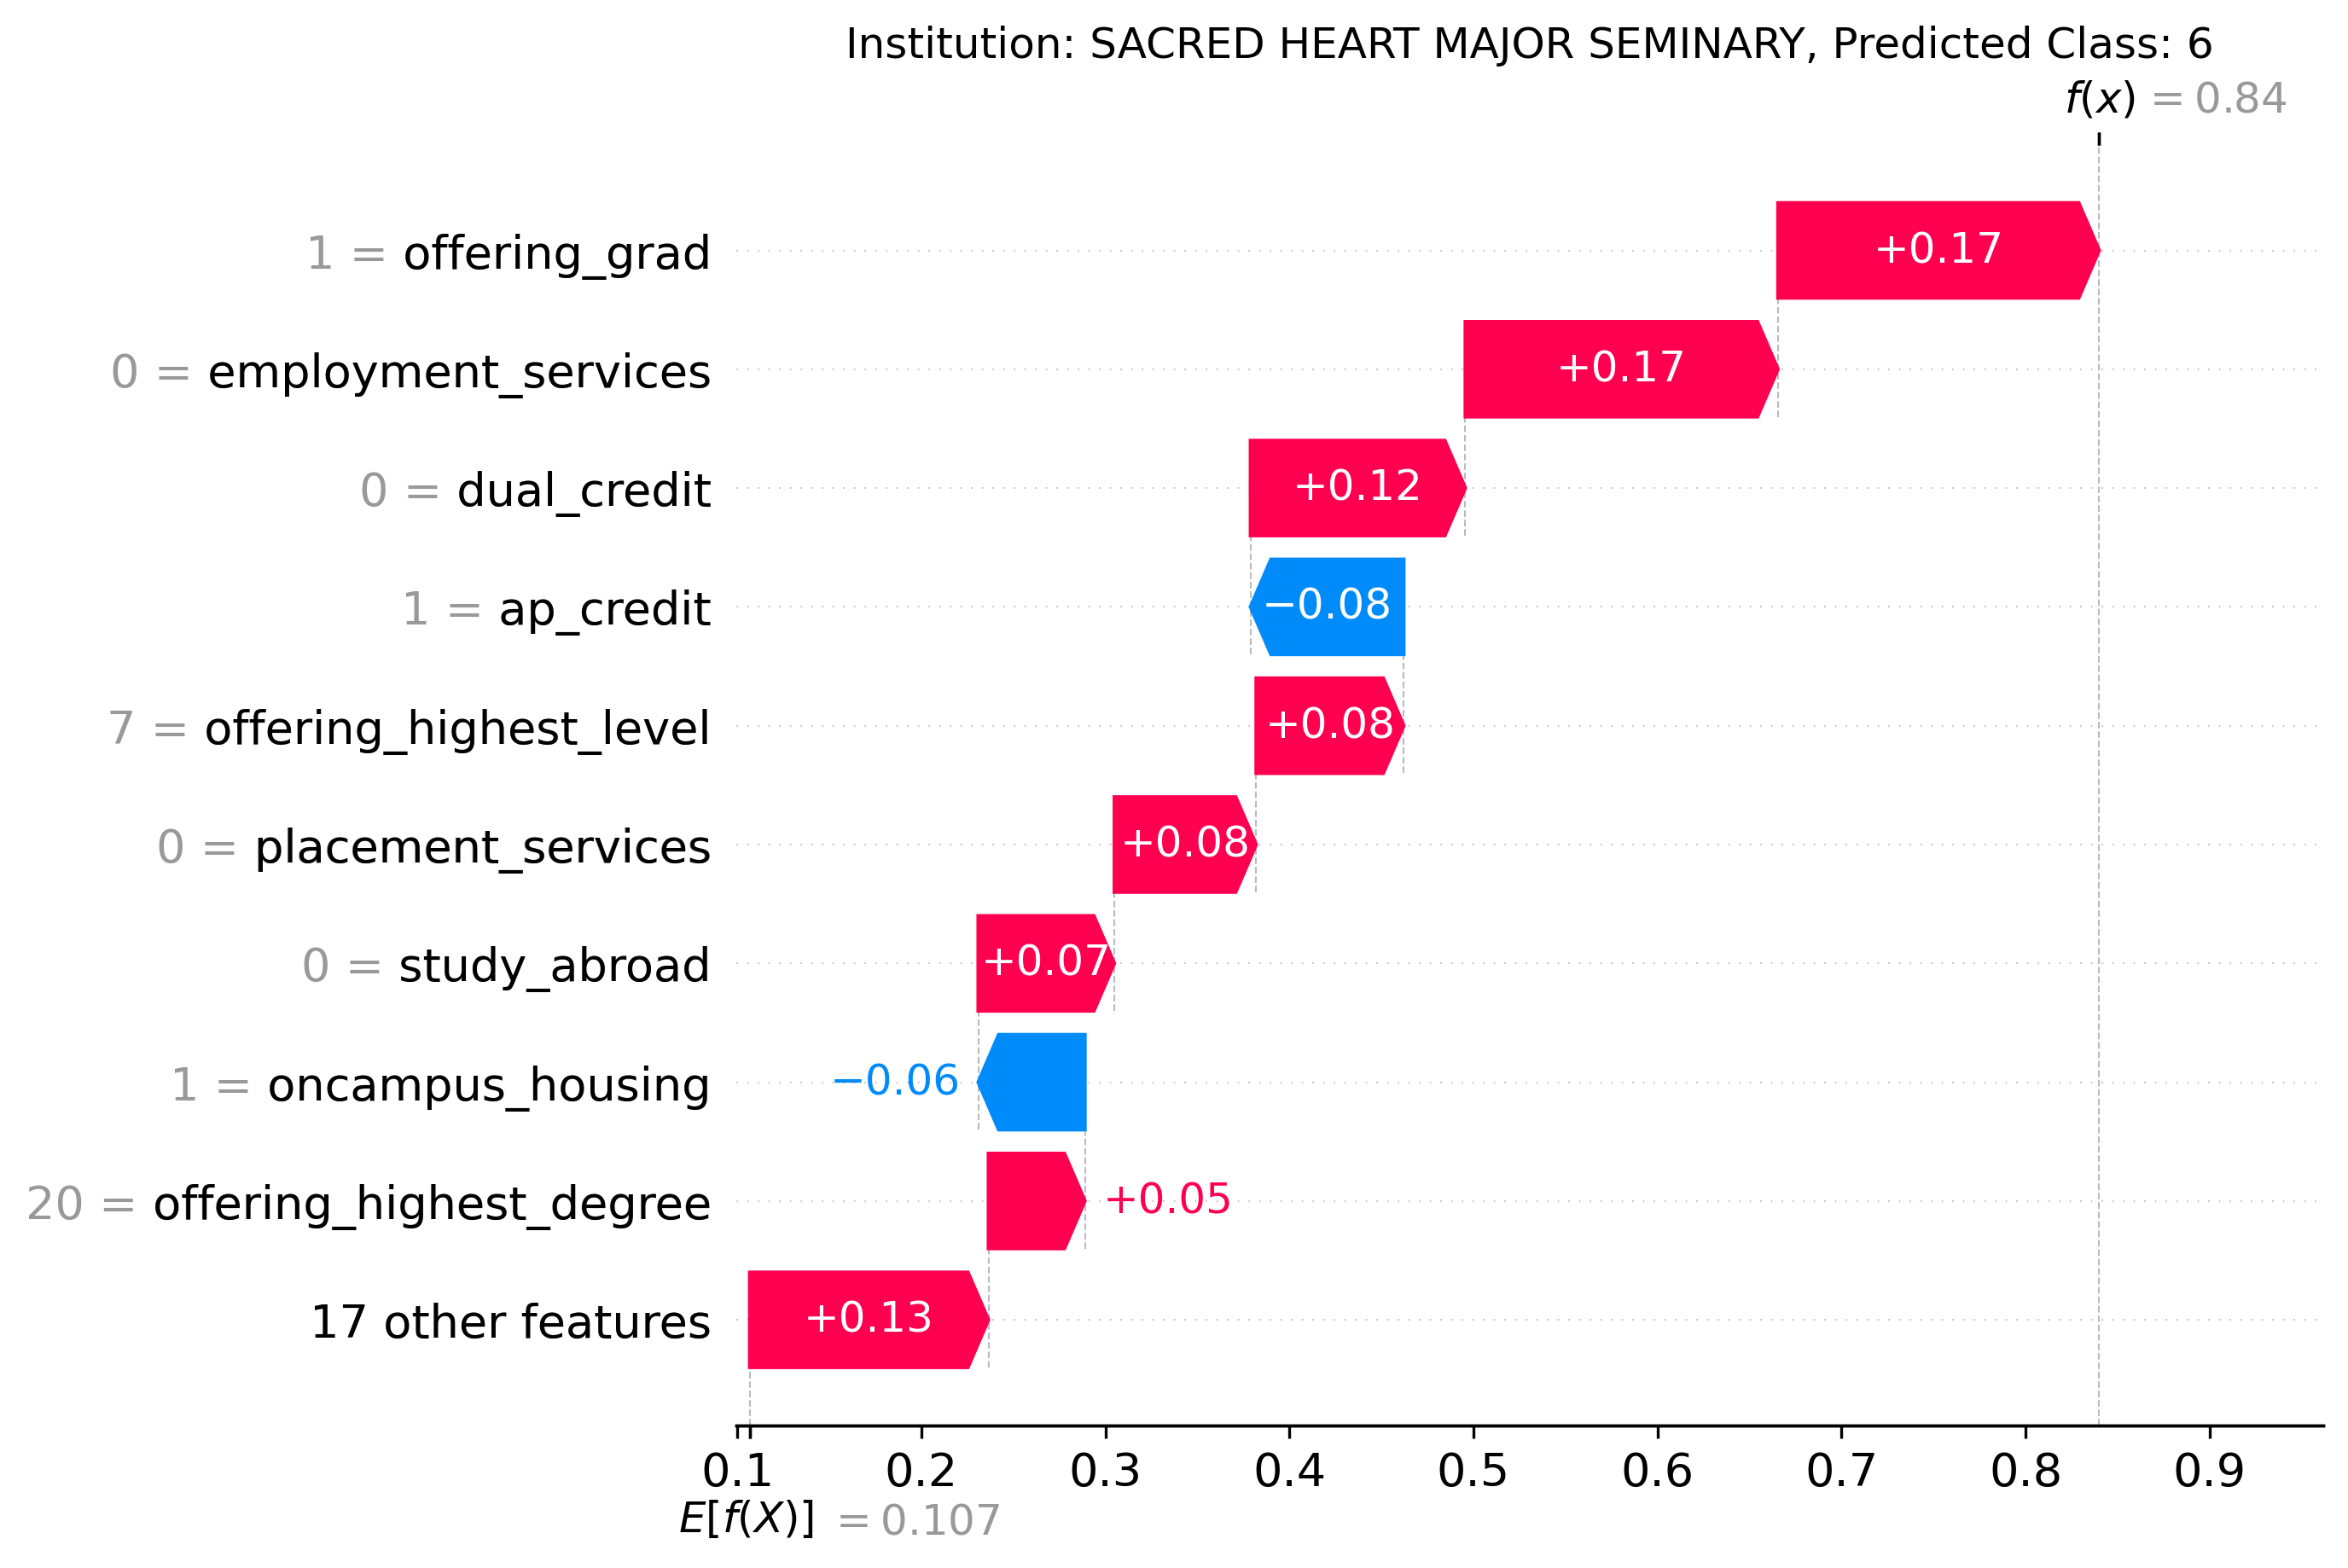 Institution: SACRED HEART MAJOR SEMINARY, Predicted Class: 6
f(x) = 0.84
1 = offering_grad +0.17
0 = employment_services +0.17
0 = dual_credit +0.12
1 = ap_credit −0.08
7 = offering_highest_level +0.08
0 = placement_services +0.08
0 = study_abroad +0.07
1 = oncampus_housing −0.06
20 = offering_highest_degree +0.05
17 other features +0.13
0.1 0.2 0.3 0.4 0.5 0.6 0.7 0.8 0.9
E[f(X)] = 0.107